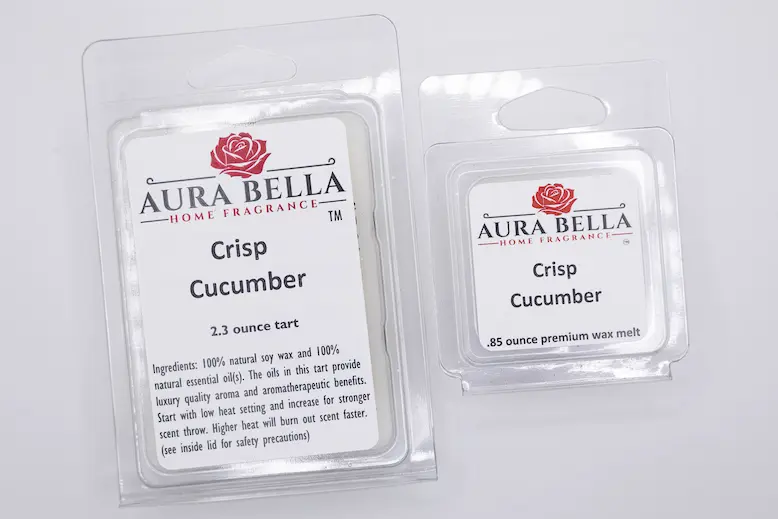 AURA BELLA
HOME FRAGRANCE
TM
Crisp
Cucumber
2.3 ounce tart
Ingredients: 100% natural soy wax and 100%
natural essential oil(s). The oils in this tart provide
luxury quality aroma and aromatherapeutic benefits.
Start with low heat setting and increase for stronger
scent throw. Higher heat will burn out scent faster.
(see inside lid for safety precautions)
AURA BELLA
HOME FRAGRANCE
TM
Crisp
Cucumber
.85 ounce premium wax melt